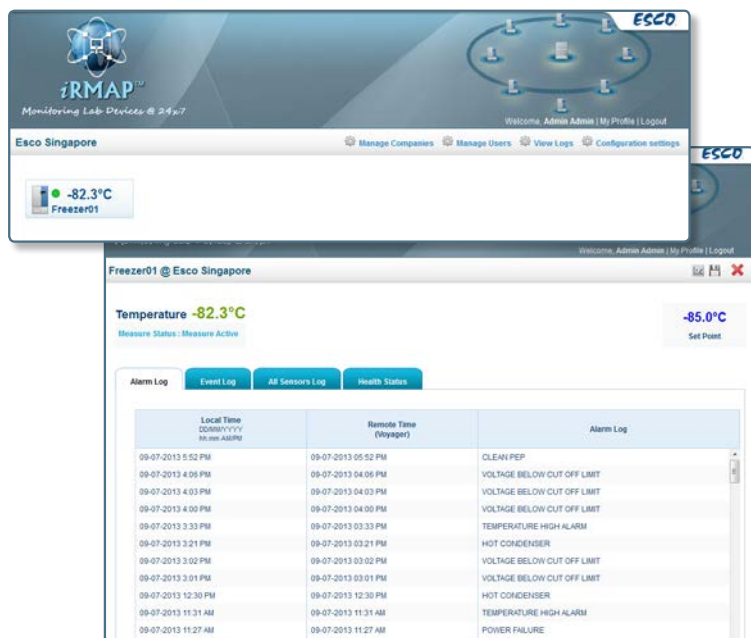 ESCO
iRMAP™
Monitoring Lab Devices @ 24x7
Welcome, Admin Admin | My Profile | Logout
Esco Singapore
Manage Companies Manage Users View Logs Configuration settings
ESCO
-82.3°C
Freezer01
Welcome, Admin Admin | My Profile | Logout
Freezer01 @ Esco Singapore
Temperature -82.3°C
-85.0°C
Measure Status : Measure Active
Set Point
Alarm Log Event Log All Sensors Log Health Status
Local Time
DD/MM/YYYY
hh:mm AM/PM
Remote Time
(Voyager)
Alarm Log
09-07-2013 5:52 PM 09-07-2013 05:52 PM CLEAN PEP
09-07-2013 4:06 PM 09-07-2013 04:06 PM VOLTAGE BELOW CUT OFF LIMIT
09-07-2013 4:03 PM 09-07-2013 04:03 PM VOLTAGE BELOW CUT OFF LIMIT
09-07-2013 4:00 PM 09-07-2013 04:00 PM VOLTAGE BELOW CUT OFF LIMIT
09-07-2013 3:33 PM 09-07-2013 03:33 PM TEMPERATURE HIGH ALARM
09-07-2013 3:21 PM 09-07-2013 03:21 PM HOT CONDENSER
09-07-2013 3:02 PM 09-07-2013 03:02 PM VOLTAGE BELOW CUT OFF LIMIT
09-07-2013 3:01 PM 09-07-2013 03:01 PM VOLTAGE BELOW CUT OFF LIMIT
09-07-2013 12:30 PM 09-07-2013 12:30 PM HOT CONDENSER
09-07-2013 11:31 AM 09-07-2013 11:31 AM TEMPERATURE HIGH ALARM
09-07-2013 11:27 AM 09-07-2013 11:27 AM POWER FAILURE